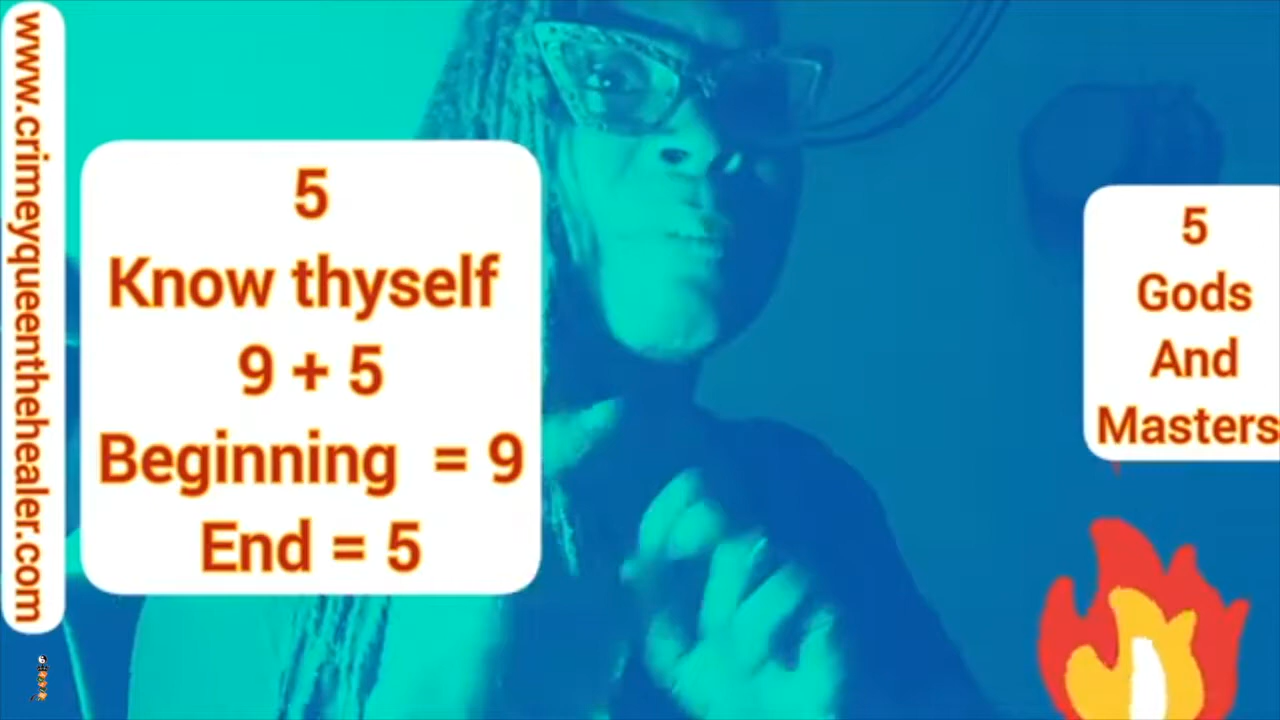 www.crimeyqueenthehealer.com
5
Know thyself
9 + 5
Beginning = 9
End = 5
5
Gods
And
Masters